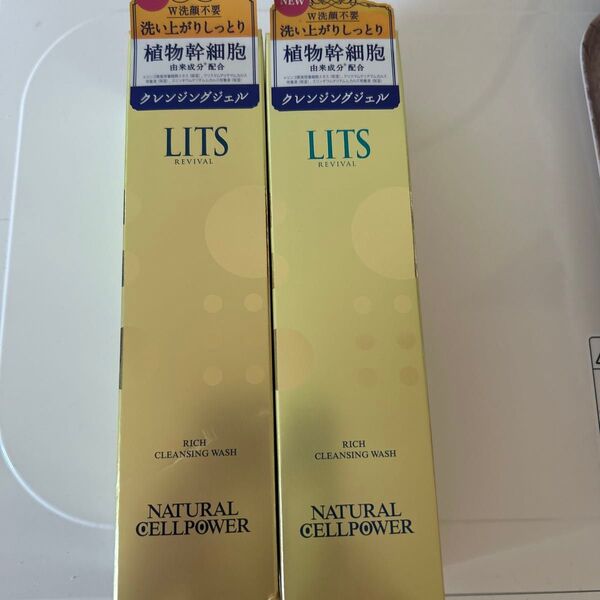 W洗顔不要
洗い上がりしっとり
植物幹細胞
由来成分*配合
クレンジングジェル
LITS
REVIVAL
RICH
CLEANSING WASH
NATURAL
CELLPOWER
NEW
W洗顔不要
洗い上がりしっとり
植物幹細胞
由来成分*配合
クレンジングジェル
LITS
REVIVAL
RICH
CLEANSING WASH
NATURAL
CELLPOWER